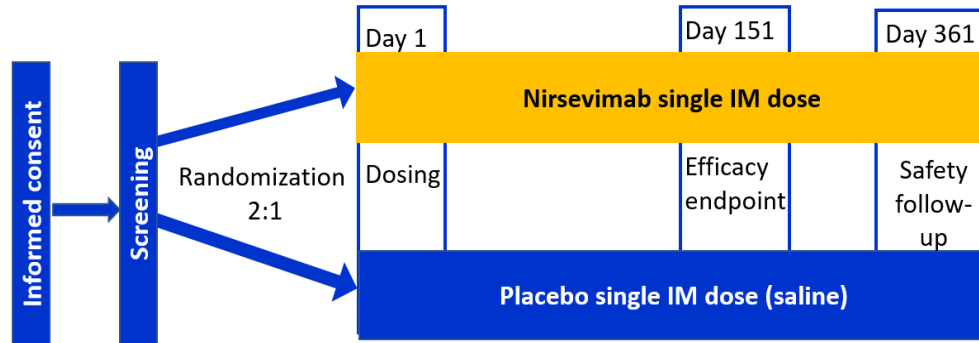 Informed consent
Screening
Randomization
2:1
Day 1
Day 151
Day 361
Nirsevimab single IM dose
Dosing
Efficacy
endpoint
Safety
follow-
up
Placebo single IM dose (saline)